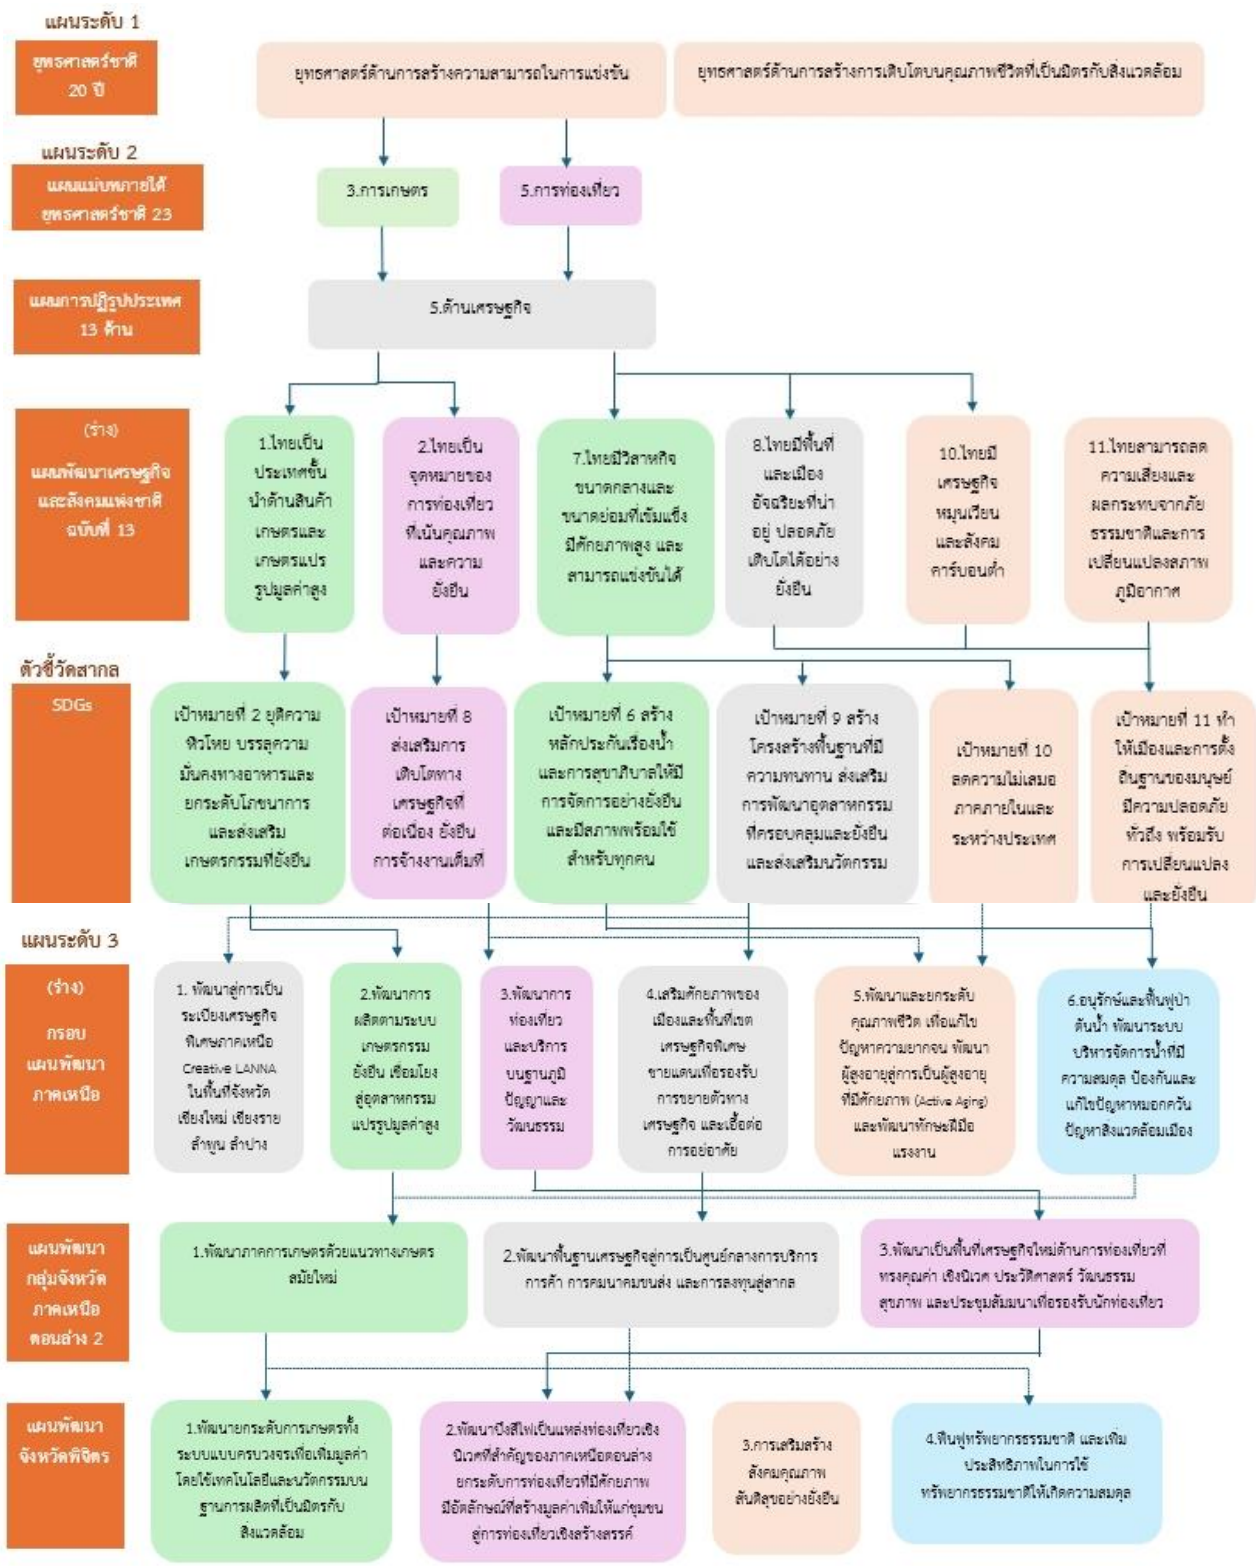 แผนระดับ 1
ยุทธศาสตร์ชาติ
20 ปี
ยุทธศาสตร์ด้านการสร้างความสามารถในการแข่งขัน
ยุทธศาสตร์ด้านการสร้างการเติบโตบนคุณภาพชีวิตที่เป็นมิตรกับสิ่งแวดล้อม
แผนระดับ 2
แผนแม่บทภายใต้
ยุทธศาสตร์ชาติ 23
3.การเกษตร
5.การท่องเที่ยว
แผนการปฏิรูปประเทศ
13 ด้าน
5.ด้านเศรษฐกิจ
(ร่าง)
แผนพัฒนาเศรษฐกิจ
และสังคมแห่งชาติ
ฉบับที่ 13
1.ไทยเป็น
ประเทศชั้น
นำด้านสินค้า
เกษตรและ
เกษตรแปร
รูปมูลค่าสูง
2.ไทยเป็น
จุดหมายของ
การท่องเที่ยว
ที่เน้นคุณภาพ
และความ
ยั่งยืน
7.ไทยมีวิสาหกิจ
ขนาดกลางและ
ขนาดย่อมที่เข้มแข็ง
มีศักยภาพสูง และ
สามารถแข่งขันได้
8.ไทยมีพื้นที่
และเมือง
อัจฉริยะที่น่า
อยู่ ปลอดภัย
เติบโตได้อย่าง
ยั่งยืน
10.ไทยมี
เศรษฐกิจ
หมุนเวียน
และสังคม
คาร์บอนต่ำ
11.ไทยสามารถลด
ความเสี่ยงและ
ผลกระทบจากภัย
ธรรมชาติและการ
เปลี่ยนแปลงสภาพ
ภูมิอากาศ
ตัวชี้วัดสากล
SDGs
เป้าหมายที่ 2 ยุติความ
หิวโหย บรรลุความ
มั่นคงทางอาหารและ
ยกระดับโภชนาการ
และส่งเสริม
เกษตรกรรมที่ยั่งยืน
เป้าหมายที่ 8
ส่งเสริมการ
เติบโตทาง
เศรษฐกิจที่
ต่อเนื่อง ยั่งยืน
การจ้างงานเต็มที่
เป้าหมายที่ 6 สร้าง
หลักประกันเรื่องน้ำ
และการสุขาภิบาลให้มี
การจัดการอย่างยั่งยืน
และมีสภาพพร้อมใช้
สำหรับทุกคน
เป้าหมายที่ 9 สร้าง
โครงสร้างพื้นฐานที่มี
ความทนทาน ส่งเสริม
การพัฒนาอุตสาหกรรม
ที่ครอบคลุมและยั่งยืน
และส่งเสริมนวัตกรรม
เป้าหมายที่ 10
ลดความไม่เสมอ
ภาคภายในและ
ระหว่างประเทศ
เป้าหมายที่ 11 ทำ
ให้เมืองและการตั้ง
ถิ่นฐานของมนุษย์
มีความปลอดภัย
ทั่วถึง พร้อมรับ
การเปลี่ยนแปลง
และยั่งยืน
แผนระดับ 3
(ร่าง)
กรอบ
แผนพัฒนา
ภาคเหนือ
1. พัฒนาสู่การเป็น
ระเบียงเศรษฐกิจ
พิเศษภาคเหนือ
Creative LANNA
ในพื้นที่จังหวัด
เชียงใหม่ เชียงราย
ลำพูน ลำปาง
2.พัฒนาการ
ผลิตตามระบบ
เกษตรกรรม
ยั่งยืน เชื่อมโยง
สู่อุตสาหกรรม
แปรรูปมูลค่าสูง
3.พัฒนาการ
ท่องเที่ยว
และบริการ
บนฐานภูมิ
ปัญญาและ
วัฒนธรรม
4.เสริมศักยภาพของ
เมืองและพื้นที่เขต
เศรษฐกิจพิเศษ
ชายแดนเพื่อรองรับ
การขยายตัวทาง
เศรษฐกิจ และเอื้อต่อ
การอยู่อาศัย
5.พัฒนาและยกระดับ
คุณภาพชีวิต เพื่อแก้ไข
ปัญหาความยากจน พัฒนา
ผู้สูงอายุสู่การเป็นผู้สูงอายุ
ที่มีศักยภาพ (Active Aging)
และพัฒนาทักษะฝีมือ
แรงงาน
6.อนุรักษ์และฟื้นฟูป่า
ต้นน้ำ พัฒนาระบบ
บริหารจัดการน้ำที่มี
ความสมดุล ป้องกันและ
แก้ไขปัญหาหมอกควัน
ปัญหาสิ่งแวดล้อมเมือง
แผนพัฒนา
กลุ่มจังหวัด
ภาคเหนือ
ตอนล่าง 2
1.พัฒนาภาคการเกษตรด้วยแนวทางเกษตร
สมัยใหม่
2.พัฒนาพื้นฐานเศรษฐกิจสู่การเป็นศูนย์กลางการบริการ
การค้า การคมนาคมขนส่ง และการลงทุนสู่สากล
3.พัฒนาเป็นพื้นที่เศรษฐกิจใหม่ด้านการท่องเที่ยวที่
ทรงคุณค่า เชิงนิเวศ ประวัติศาสตร์ วัฒนธรรม
สุขภาพ และประชุมสัมมนาเพื่อรองรับนักท่องเที่ยว
แผนพัฒนา
จังหวัดพิจิตร
1.พัฒนายกระดับการเกษตรทั้ง
ระบบแบบครบวงจรเพื่อเพิ่มมูลค่า
โดยใช้เทคโนโลยีและนวัตกรรมบน
ฐานการผลิตที่เป็นมิตรกับ
สิ่งแวดล้อม
2.พัฒนาบึงสีไฟเป็นแหล่งท่องเที่ยวเชิง
นิเวศที่สำคัญของภาคเหนือตอนล่าง
ยกระดับการท่องเที่ยวที่มีศักยภาพ
มีอัตลักษณ์ที่สร้างมูลค่าเพิ่มให้แก่ชุมชน
สู่การท่องเที่ยวเชิงสร้างสรรค์
3.การเสริมสร้าง
สังคมคุณภาพ
สันติสุขอย่างยั่งยืน
4.ฟื้นฟูทรัพยากรธรรมชาติ และเพิ่ม
ประสิทธิภาพในการใช้
ทรัพยากรธรรมชาติให้เกิดความสมดุล